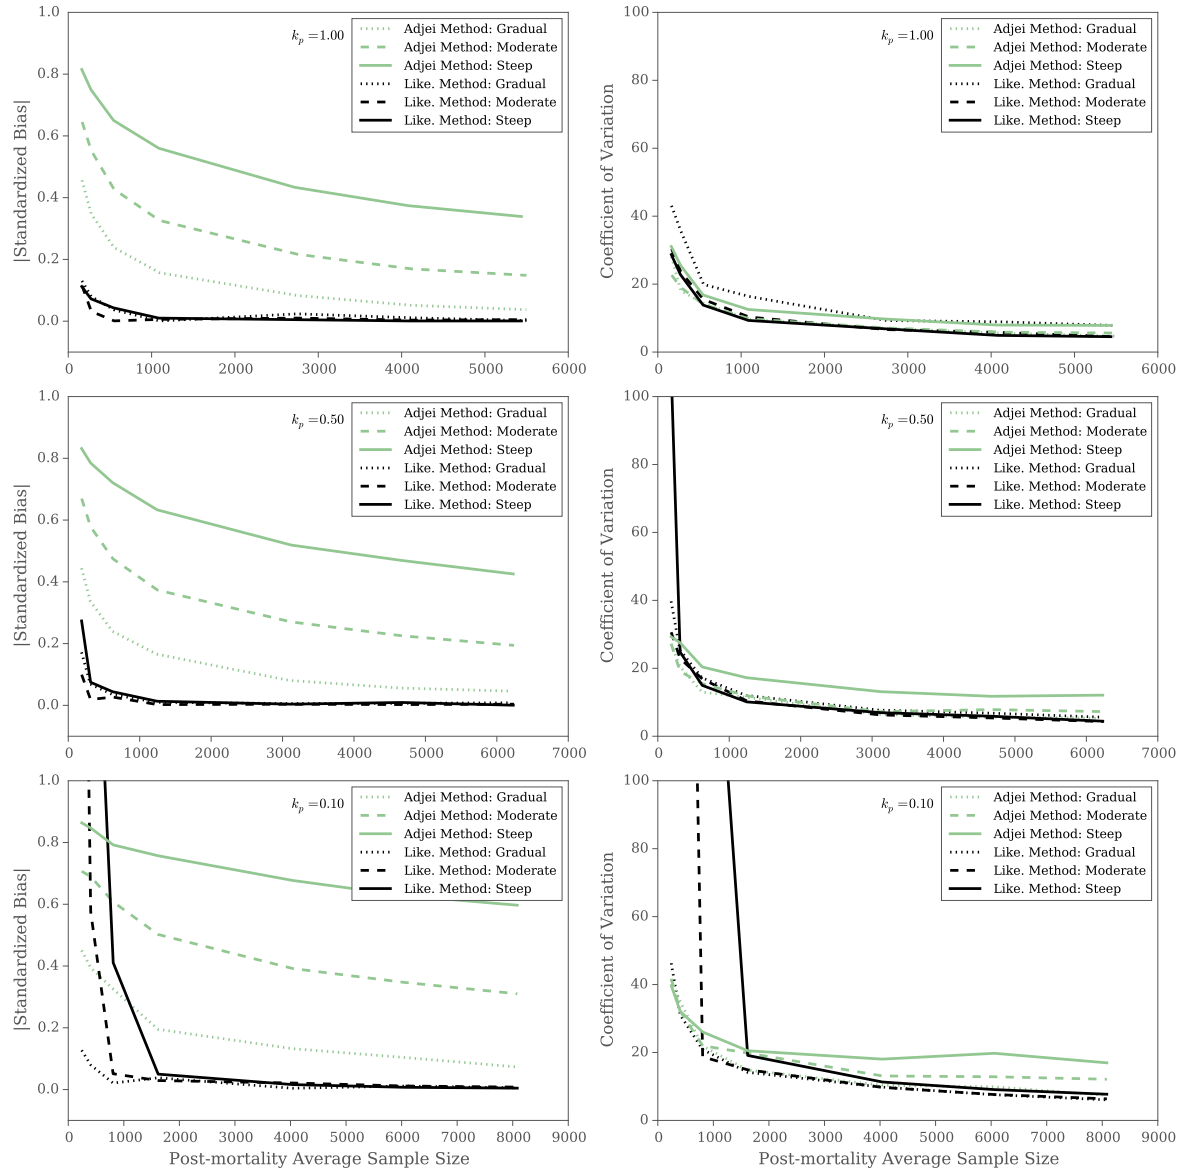 1.0
0.8
0.6
0.4
0.2
0.0
|Standardized Bias|
k_p = 1.00
Adjei Method: Gradual
Adjei Method: Moderate
Adjei Method: Steep
Like. Method: Gradual
Like. Method: Moderate
Like. Method: Steep
0 1000 2000 3000 4000 5000 6000
100
80
60
40
20
0
Coefficient of Variation
k_p = 1.00
Adjei Method: Gradual
Adjei Method: Moderate
Adjei Method: Steep
Like. Method: Gradual
Like. Method: Moderate
Like. Method: Steep
0 1000 2000 3000 4000 5000 6000
1.0
0.8
0.6
0.4
0.2
0.0
|Standardized Bias|
k_p = 0.50
Adjei Method: Gradual
Adjei Method: Moderate
Adjei Method: Steep
Like. Method: Gradual
Like. Method: Moderate
Like. Method: Steep
0 1000 2000 3000 4000 5000 6000 7000
100
80
60
40
20
0
Coefficient of Variation
k_p = 0.50
Adjei Method: Gradual
Adjei Method: Moderate
Adjei Method: Steep
Like. Method: Gradual
Like. Method: Moderate
Like. Method: Steep
0 1000 2000 3000 4000 5000 6000 7000
1.0
0.8
0.6
0.4
0.2
0.0
|Standardized Bias|
k_p = 0.10
Adjei Method: Gradual
Adjei Method: Moderate
Adjei Method: Steep
Like. Method: Gradual
Like. Method: Moderate
Like. Method: Steep
0 1000 2000 3000 4000 5000 6000 7000 8000 9000
Post-mortality Average Sample Size
100
80
60
40
20
0
Coefficient of Variation
k_p = 0.10
Adjei Method: Gradual
Adjei Method: Moderate
Adjei Method: Steep
Like. Method: Gradual
Like. Method: Moderate
Like. Method: Steep
0 1000 2000 3000 4000 5000 6000 7000 8000 9000
Post-mortality Average Sample Size